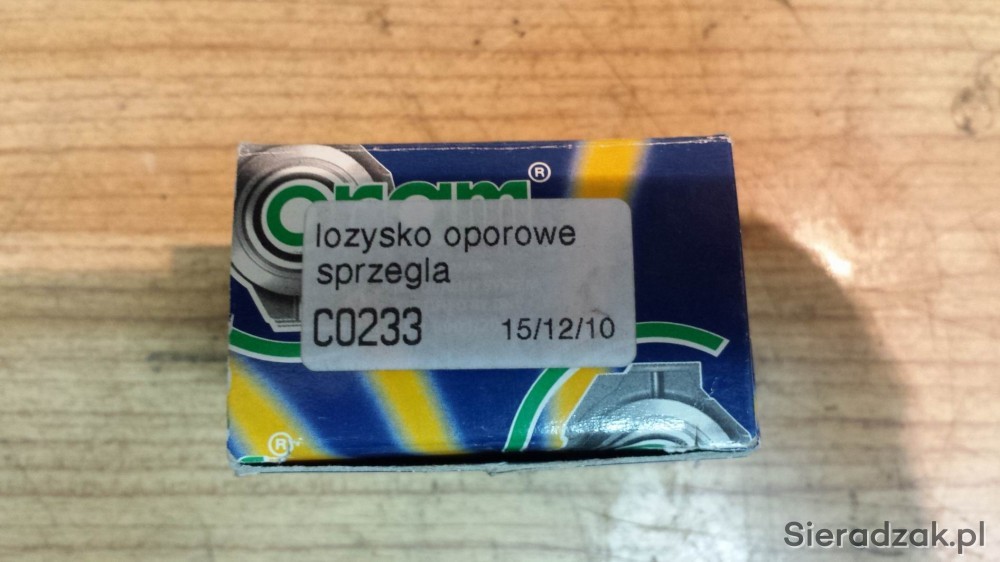 ®
lozysko oporowe
sprzegla
C0233 15/12/10
®
Sieradzak.pl